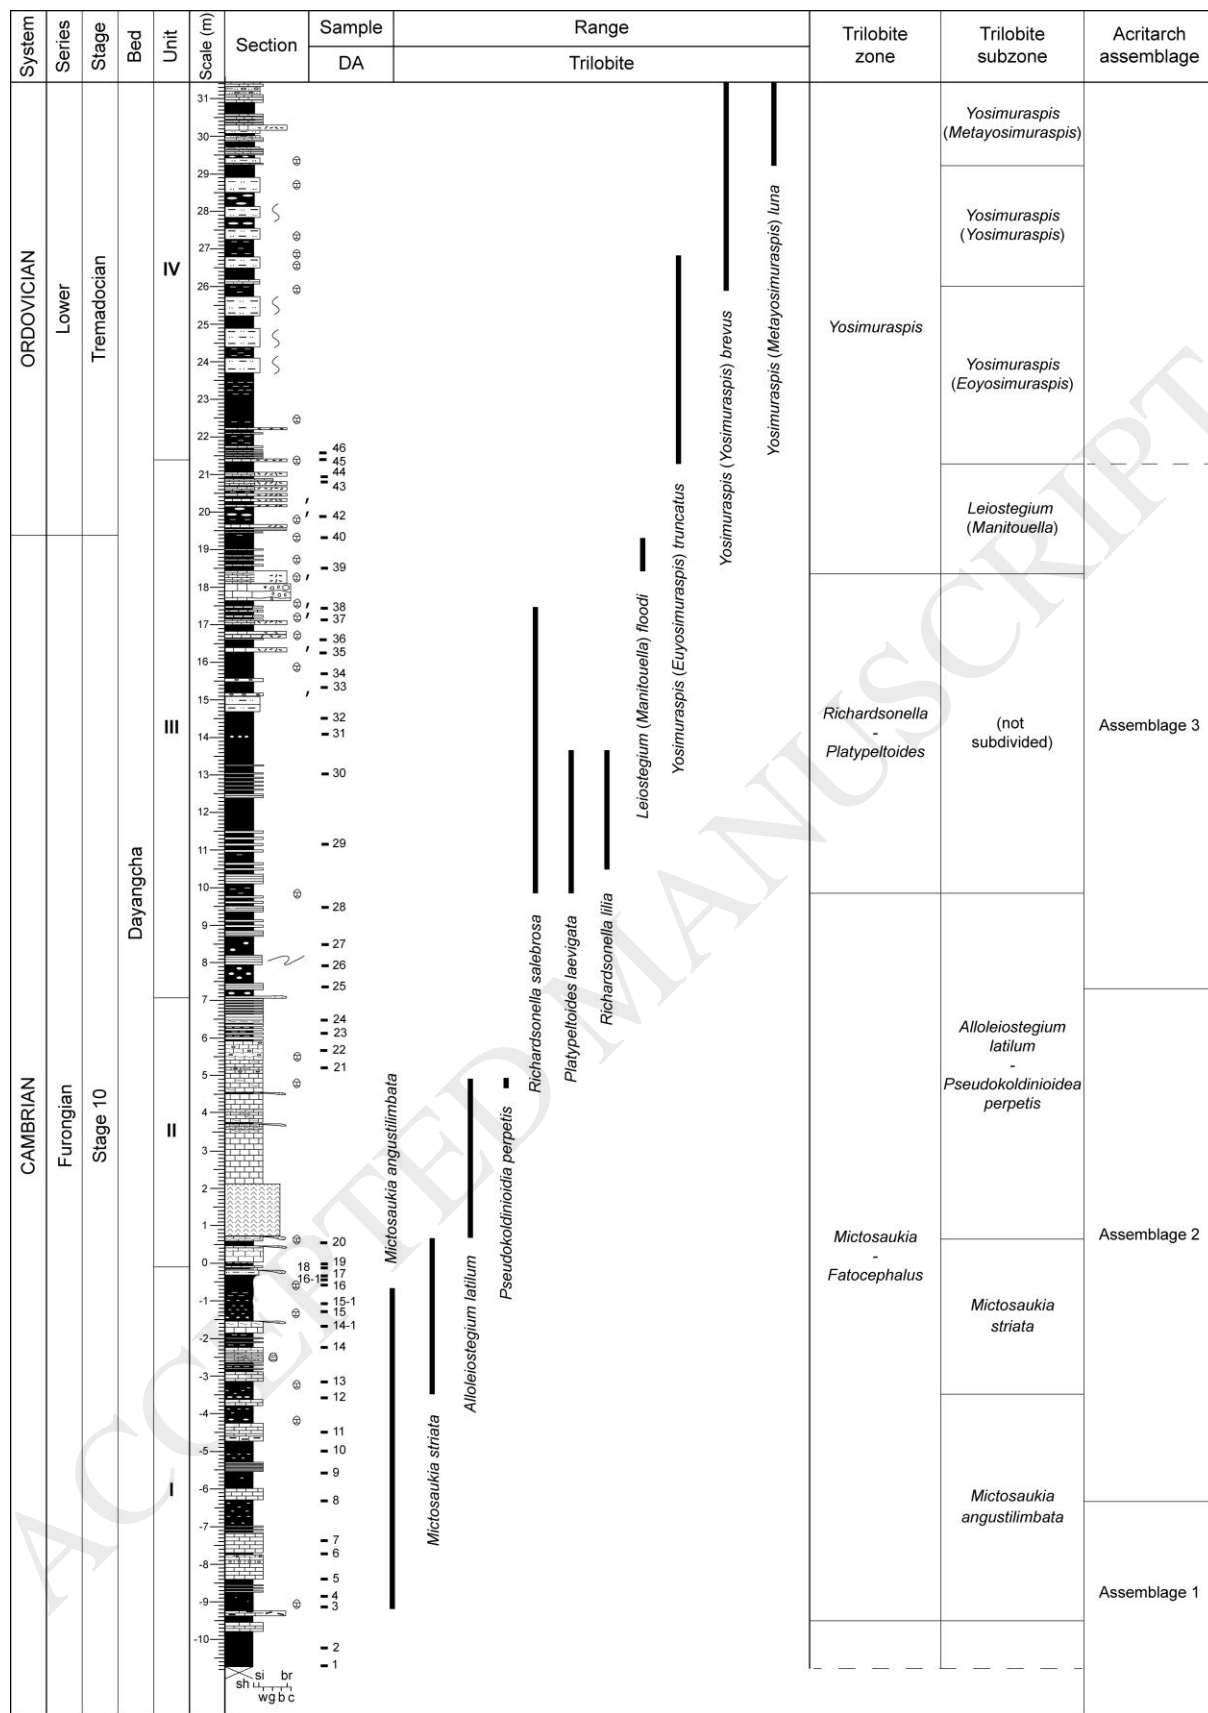 System
Series
Stage
Bed
Unit
Scale (m)
Section
Sample
DA
Range
Trilobite
Trilobite
zone
Trilobite
subzone
Acritarch
assemblage
ORDOVICIAN
CAMBRIAN
Lower
Furongian
Tremadocian
Stage 10
Dayangcha
IV
III
II
I
31
30
29
28
27
26
25
24
23
22
21
20
19
18
17
16
15
14
13
12
11
10
9
8
7
6
5
4
3
2
1
0
-1
-2
-3
-4
-5
-6
-7
-8
-9
-10
46
45
44
43
42
40
39
38
37
36
35
34
33
32
31
30
29
28
27
26
25
24
23
22
21
20
19
18
17
16-1
16
15-1
15
14-1
14
13
12
11
10
9
8
7
6
5
4
3
2
1
si br
sh
wg b c
Mictosaukia angustilimbata
Mictosaukia striata
Alloleiostegium latilum
Pseudokoldinioidia perpetis
Richardsonella salebrosa
Platypeltoides laevigata
Richardsonella lilia
Leiostegium (Manitouella) floodi
Yosimuraspis (Euyosimuraspis) truncatus
Yosimuraspis (Yosimuraspis) brevus
Yosimuraspis (Metayosimuraspis) luna
Yosimuraspis
Richardsonella
-
Platypeltoides
Mictosaukia
-
Fatocephalus
Yosimuraspis
(Metayosimuraspis)
Yosimuraspis
(Yosimuraspis)
Yosimuraspis
(Eoyosimuraspis)
Leiostegium
(Manitouella)
(not
subdivided)
Alloleiostegium
latilum
-
Pseudokoldinioidea
perpetis
Mictosaukia
striata
Mictosaukia
angustilimbata
Assemblage 3
Assemblage 2
Assemblage 1
ACCEPTED MANUSCRIPT